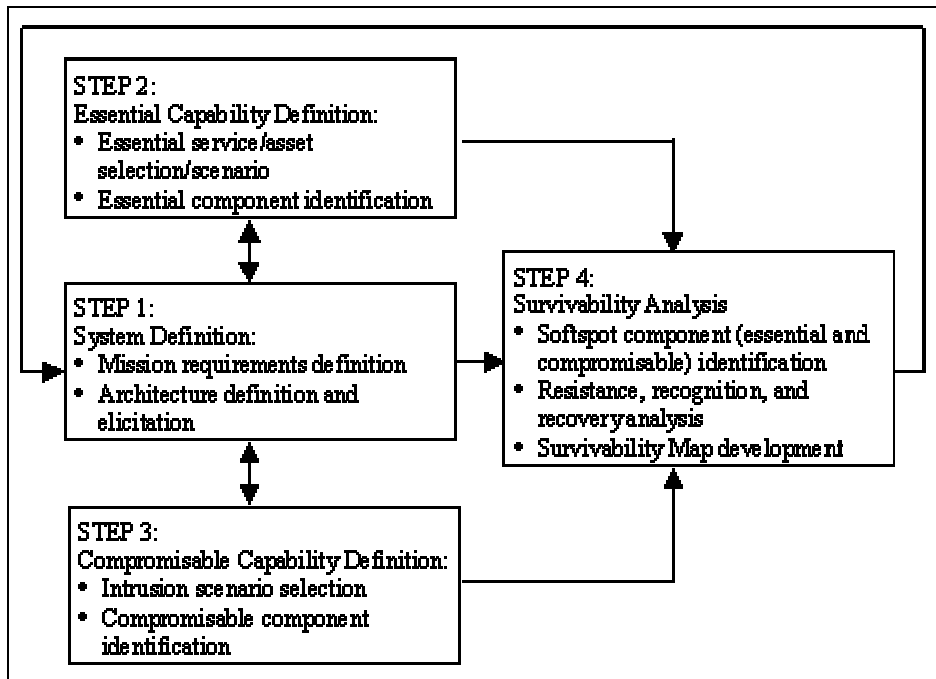 STEP 2:
Essential Capability Definition:
• Essential service/asset
selection/scenario
• Essential component identification
STEP 1:
System Definition:
• Mission requirements definition
• Architecture definition and
elicitation
STEP 3:
Compromisable Capability Definition:
• Intrusion scenario selection
• Compromisable component
identification
STEP 4:
Survivability Analysis
• Softspot component (essential and
compromisable) identification
• Resistance, recognition, and
recovery analysis
• Survivability Map development